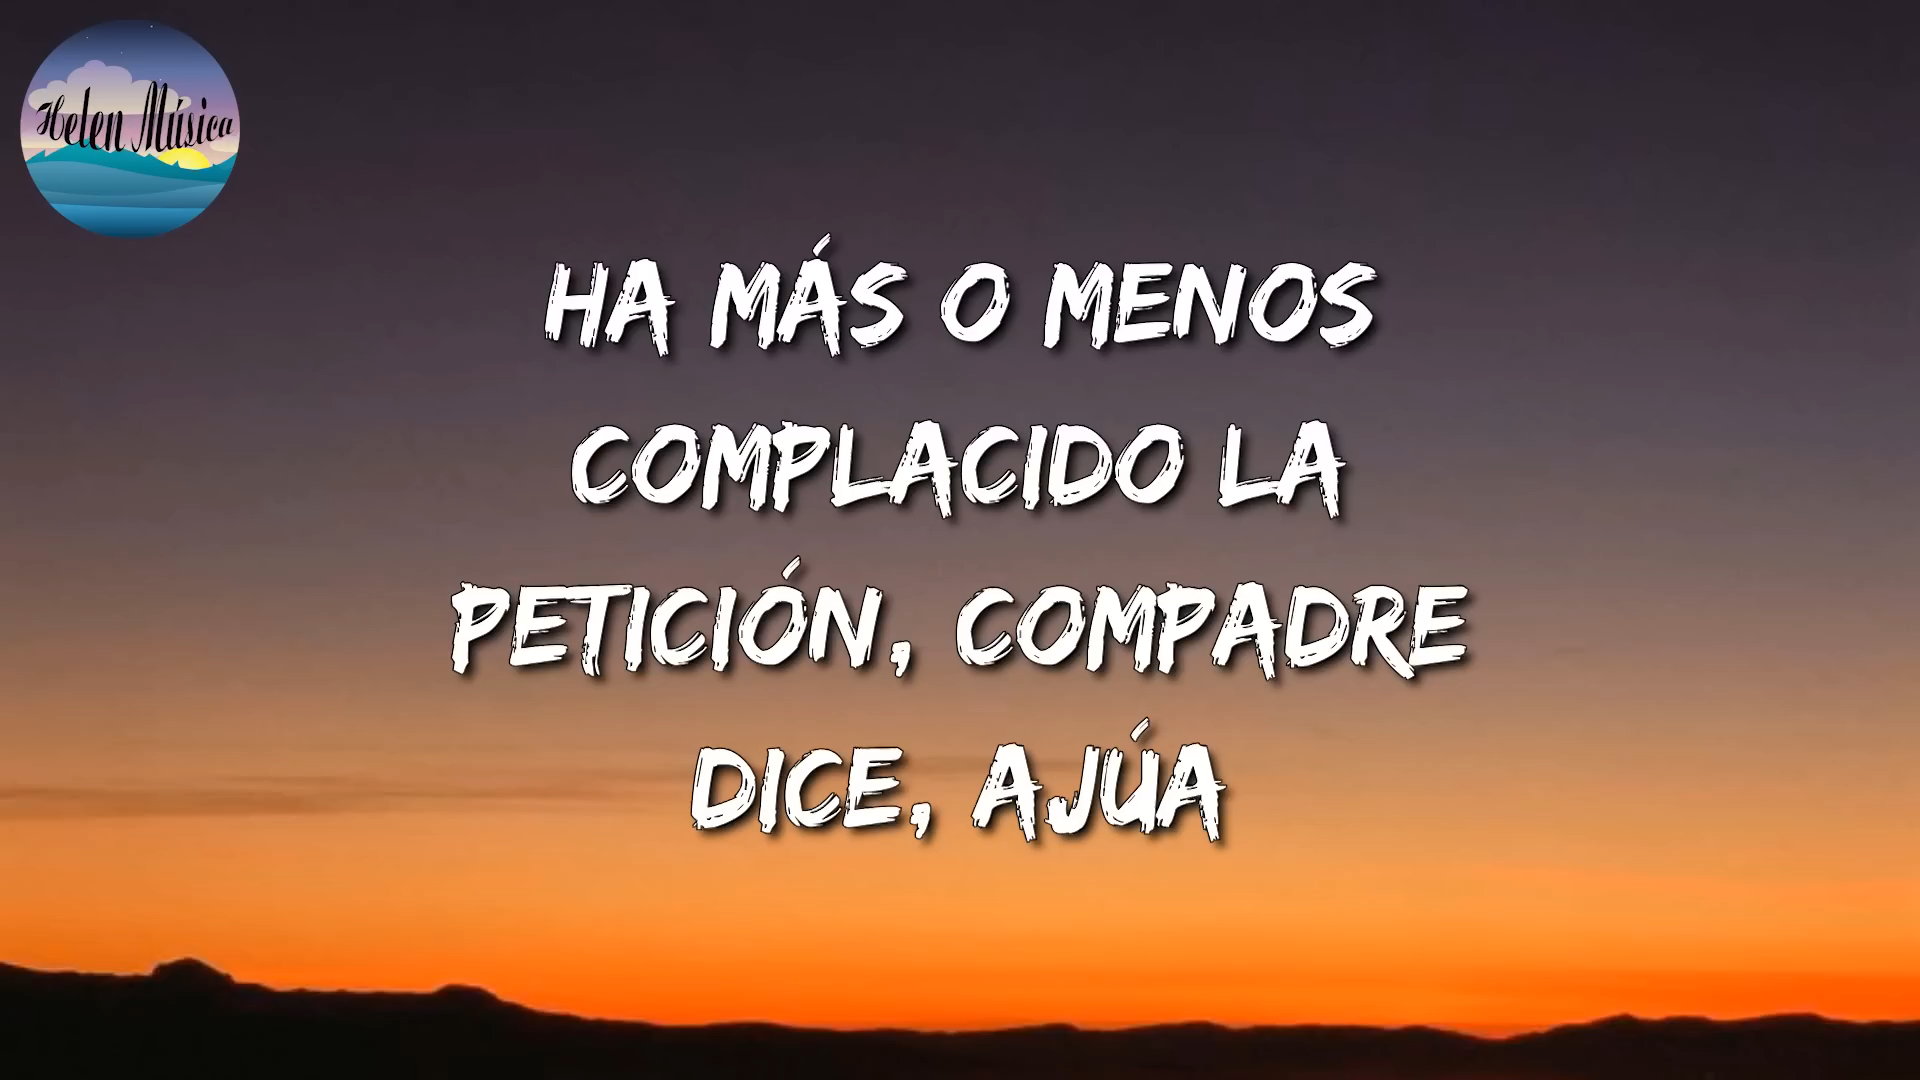 Helen Música
HA MÁS O MENOS
COMPLACIDO LA
PETICIÓN, COMPADRE
DICE, AJÚA